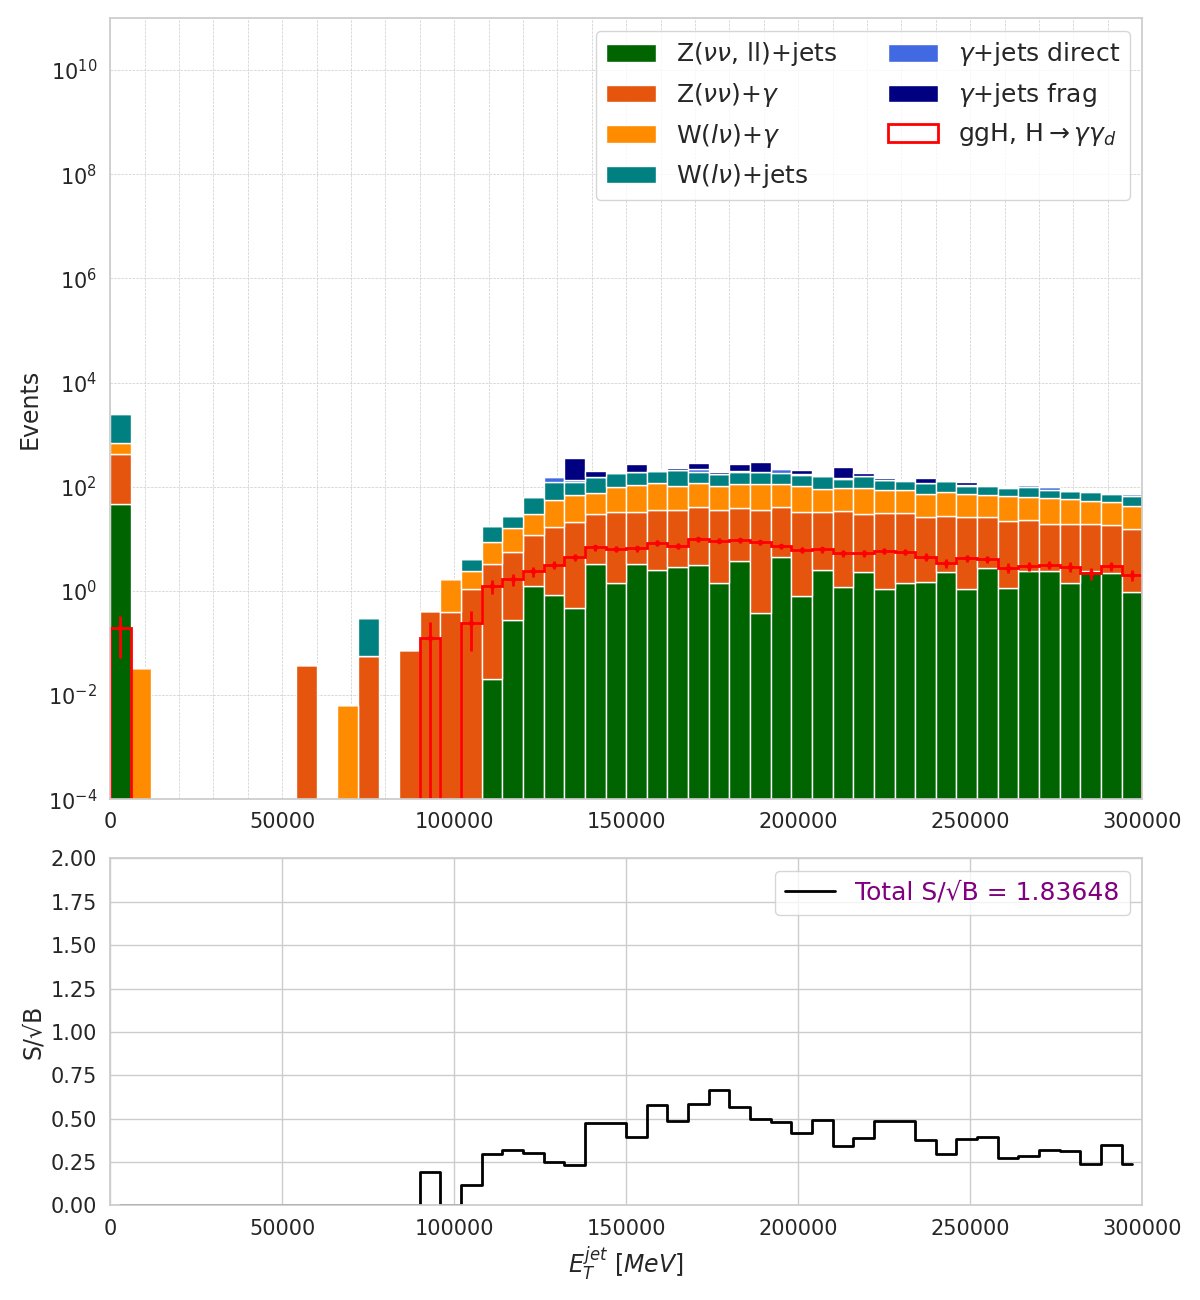 Z(νν, ll)+jets
Z(νν)+γ
W(lν)+γ
W(lν)+jets
γ+jets direct
γ+jets frag
ggH, H→γγ_d
Events
10^10
10^8
10^6
10^4
10^2
10^0
10^−2
10^−4
0 50000 100000 150000 200000 250000 300000
Total S/√B = 1.83648
S/√B
2.00
1.75
1.50
1.25
1.00
0.75
0.50
0.25
0.00
0 50000 100000 150000 200000 250000 300000
E_T^jet [MeV]